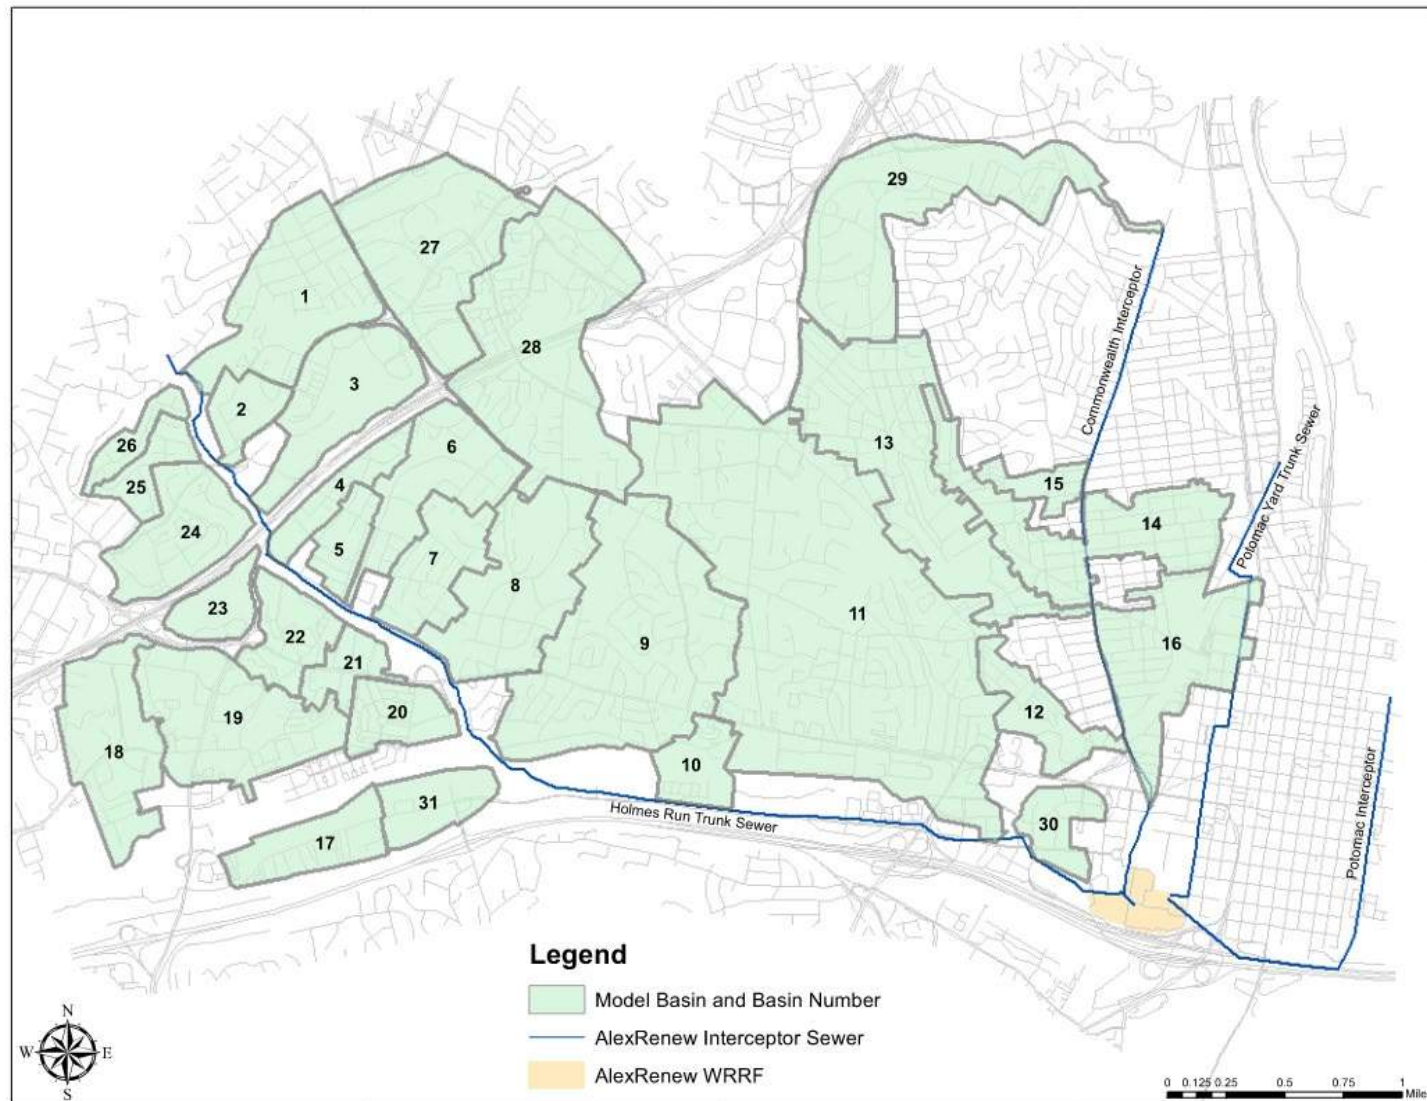 29
27
1
28
3
2
6
13
26
4
15
25
14
24
5
7
8
23
11
22
9
16
21
12
20
19
18
10
31
30
17
Commonwealth Interceptor
Potomac Yard Trunk Sewer
Holmes Run Trunk Sewer
Potomac Interceptor
Legend
Model Basin and Basin Number
AlexRenew Interceptor Sewer
AlexRenew WRRF
N
W E
S
0 0.125 0.25 0.5 0.75 1
Mile